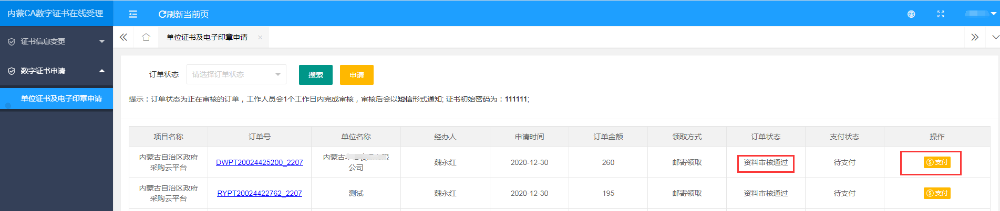 内蒙CA数字证书在线受理
刷新当前页
证书信息变更
单位证书及电子印章申请
数字证书申请
单位证书及电子印章申请
订单状态
请选择订单状态
搜索
申请
提示：订单状态为正在审核的订单，工作人员会1个工作日内完成审核，审核后会以短信形式通知; 证书初始密码为：111111;
项目名称 订单号 单位名称 经办人 申请时间 订单金额 领取方式 订单状态 支付状态 操作
内蒙古自治区政府
采购云平台
DWPT20024425200_2207
内蒙古
限
公司
魏永红
2020-12-30
260
邮寄领取
资料审核通过
待支付
支付
内蒙古自治区政府
采购云平台
RYPT20024422762_2207
测试
魏永红
2020-12-30
195
邮寄领取
资料审核通过
待支付
支付